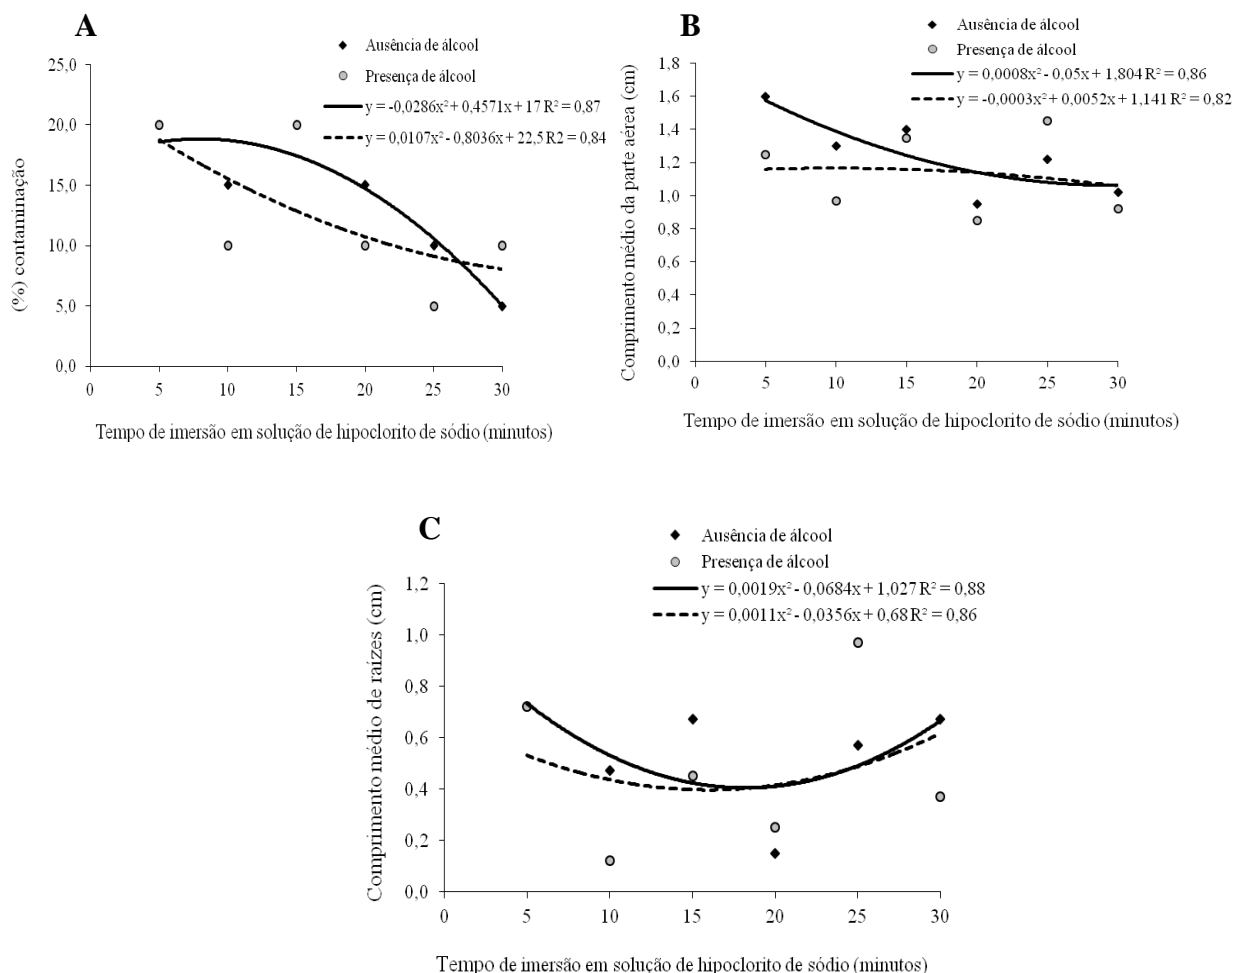 A
Ausência de álcool
Presença de álcool
y = -0,0286x² + 0,4571x + 17 R² = 0,87
y = 0,0107x² - 0,8036x + 22,5 R2 = 0,84
(%) contaminação
25,0
20,0
15,0
10,0
5,0
0,0
0 5 10 15 20 25 30
Tempo de imersão em solução de hipoclorito de sódio (minutos)
B
Ausência de álcool
Presença de álcool
y = 0,0008x² - 0,05x + 1,804 R² = 0,86
y = -0,0003x² + 0,0052x + 1,141 R² = 0,82
Comprimento médio da parte aérea (cm)
1,8
1,6
1,4
1,2
1,0
0,8
0,6
0,4
0,2
0,0
0 5 10 15 20 25 30
Tempo de imersão em solução de hipoclorito de sódio (minutos)
C
Ausência de álcool
Presença de álcool
y = 0,0019x² - 0,0684x + 1,027 R² = 0,88
y = 0,0011x² - 0,0356x + 0,68 R² = 0,86
Comprimento médio de raízes (cm)
1,2
1,0
0,8
0,6
0,4
0,2
0,0
0 5 10 15 20 25 30
Tempo de imersão em solução de hipoclorito de sódio (minutos)